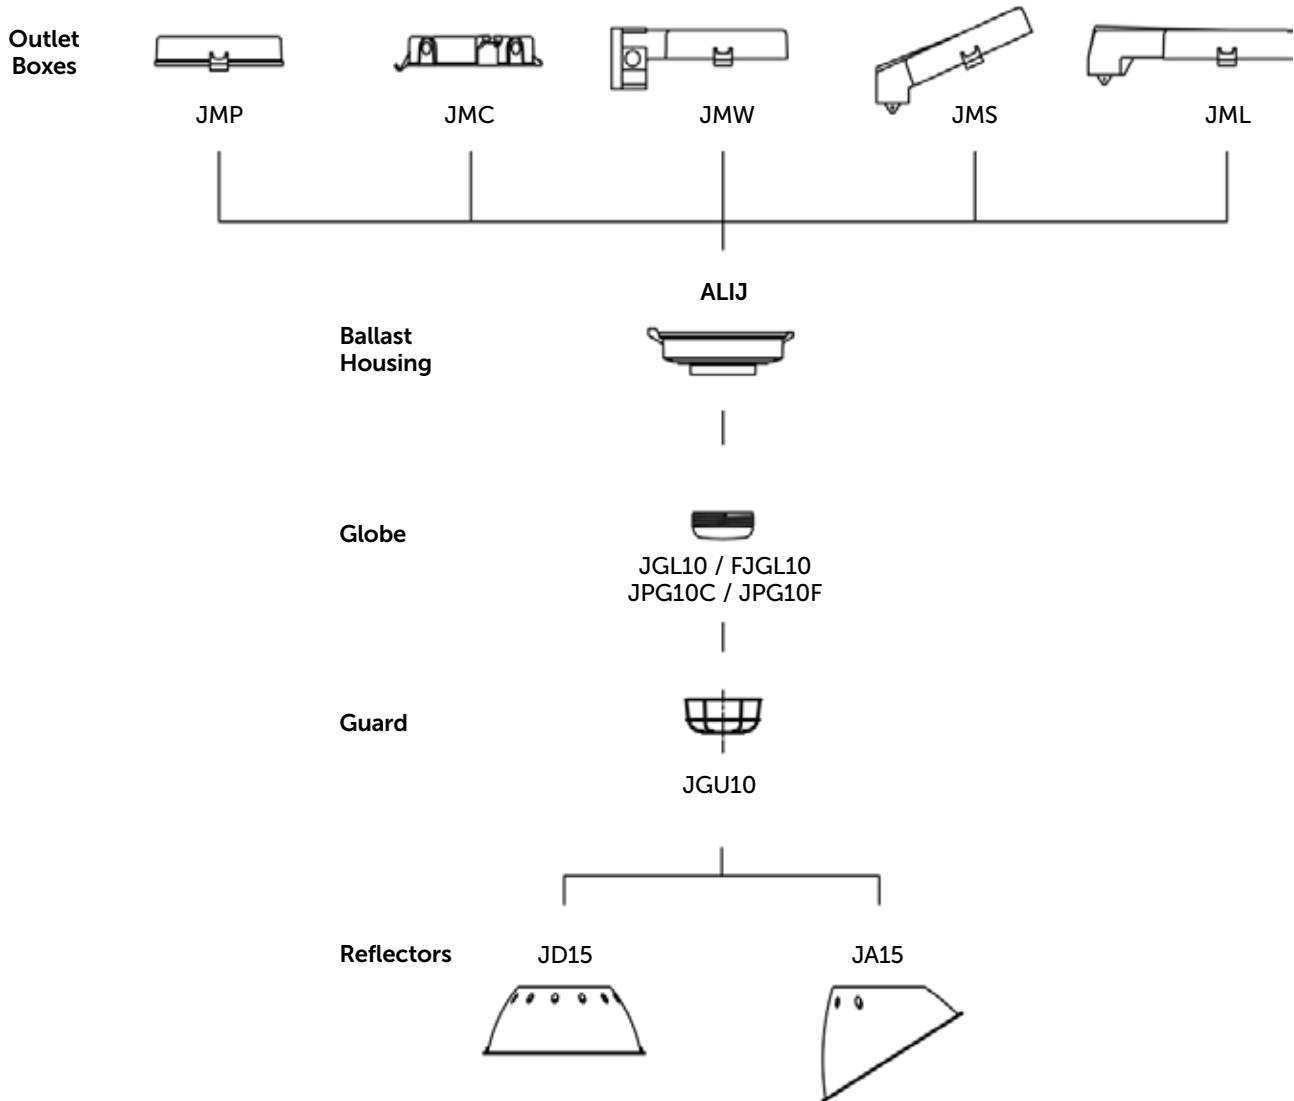 Outlet
Boxes
JMP
JMC
JMW
JMS
JML
ALIJ
Ballast
Housing
Globe
JGL10 / FJGL10
JPG10C / JPG10F
Guard
JGU10
Reflectors
JD15
JA15